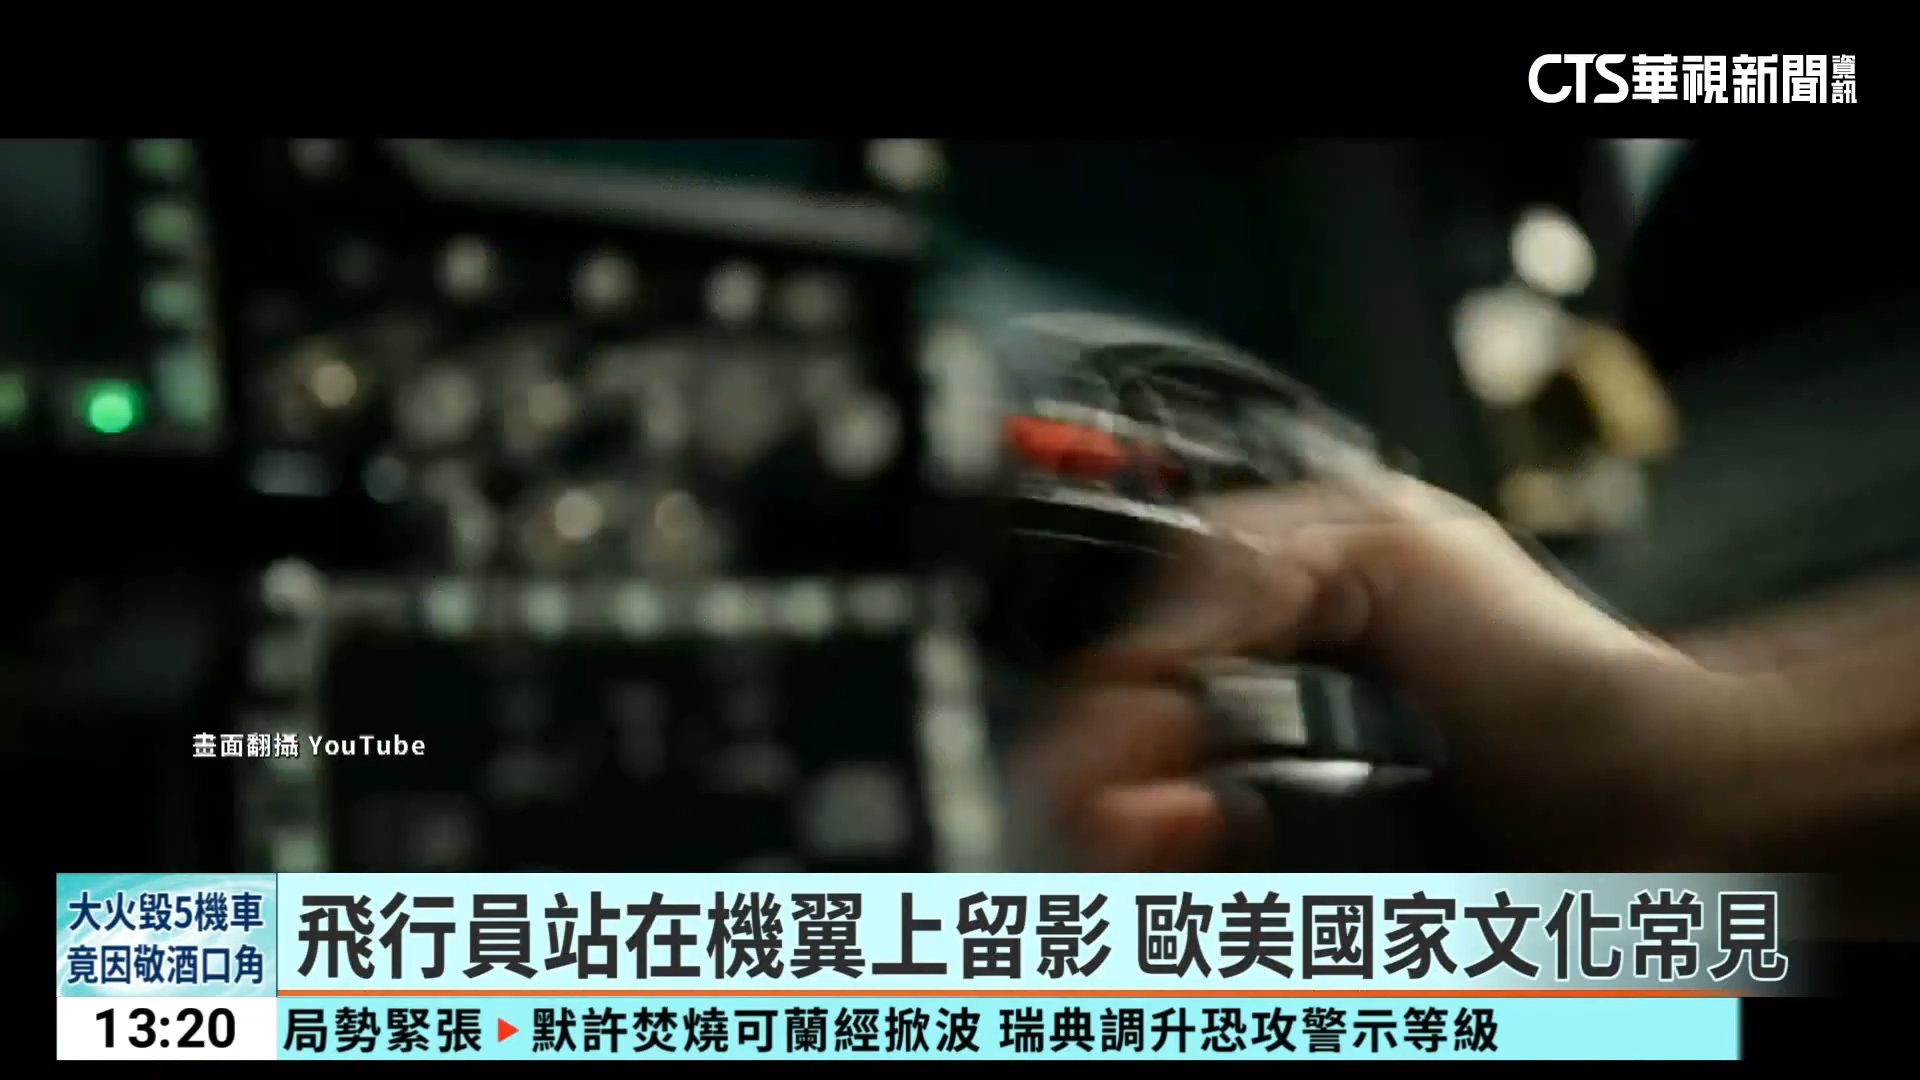 CTS華視新聞資訊
畫面翻攝 YouTube
大火毀5機車
竟因敬酒口角
飛行員站在機翼上留影 歐美國家文化常見
13:20
局勢緊張▶默許焚燒可蘭經掀波 瑞典調升恐攻警示等級